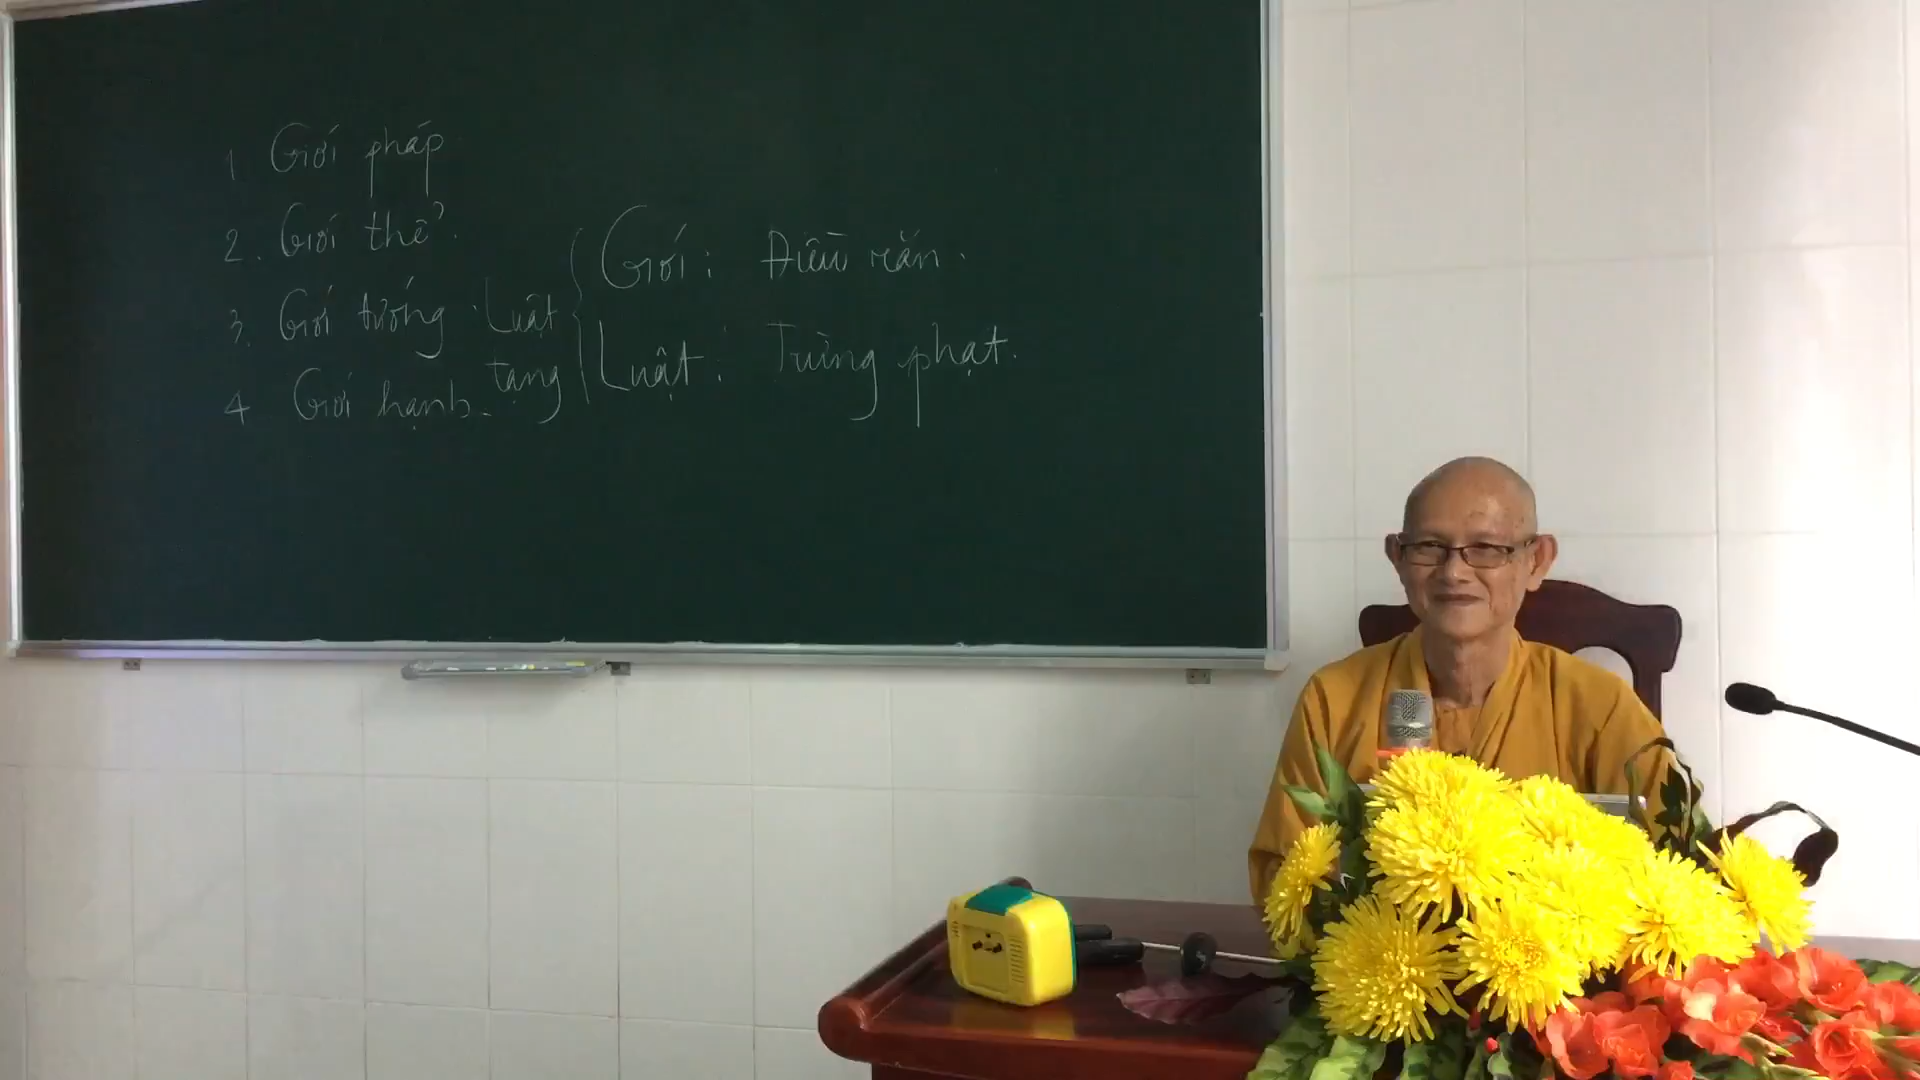 1 Giới pháp
2. Giới thể.
3. Giới tướng
4 Giới hạnh
Luật
tạng
Giới: Điều răn.
Luật: Trừng phạt.